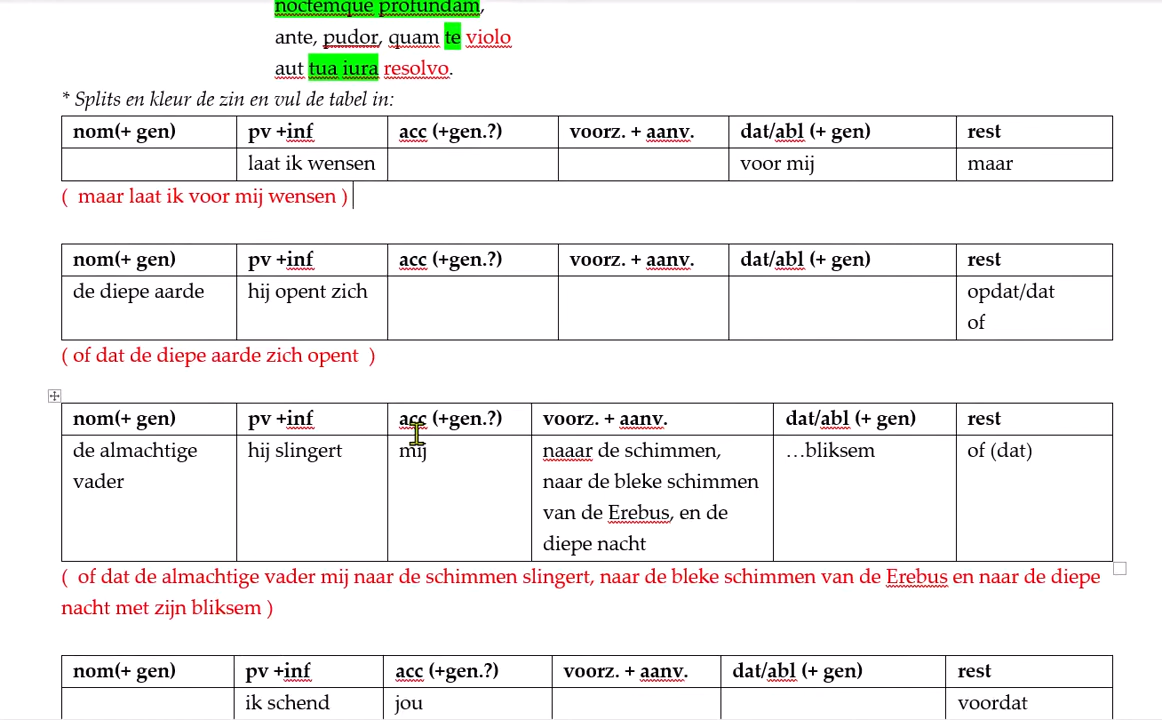 noctemque profundam,
ante, pudor, quam te violo
aut tua iura resolvo.
* Splits en kleur de zin en vul de tabel in:
nom(+ gen) pv +inf acc (+gen.?) voorz. + aanv. dat/abl (+ gen) rest
laat ik wensen voor mij maar
( maar laat ik voor mij wensen )
nom(+ gen) pv +inf acc (+gen.?) voorz. + aanv. dat/abl (+ gen) rest
de diepe aarde hij opent zich opdat/dat
of
( of dat de diepe aarde zich opent )
nom(+ gen) pv +inf acc (+gen.?) voorz. + aanv. dat/abl (+ gen) rest
de almachtige hij slingert mij naaar de schimmen, …bliksem of (dat)
vader naar de bleke schimmen
van de Erebus, en de
diepe nacht
( of dat de almachtige vader mij naar de schimmen slingert, naar de bleke schimmen van de Erebus en naar de diepe
nacht met zijn bliksem )
nom(+ gen) pv +inf acc (+gen.?) voorz. + aanv. dat/abl (+ gen) rest
ik schend jou voordat